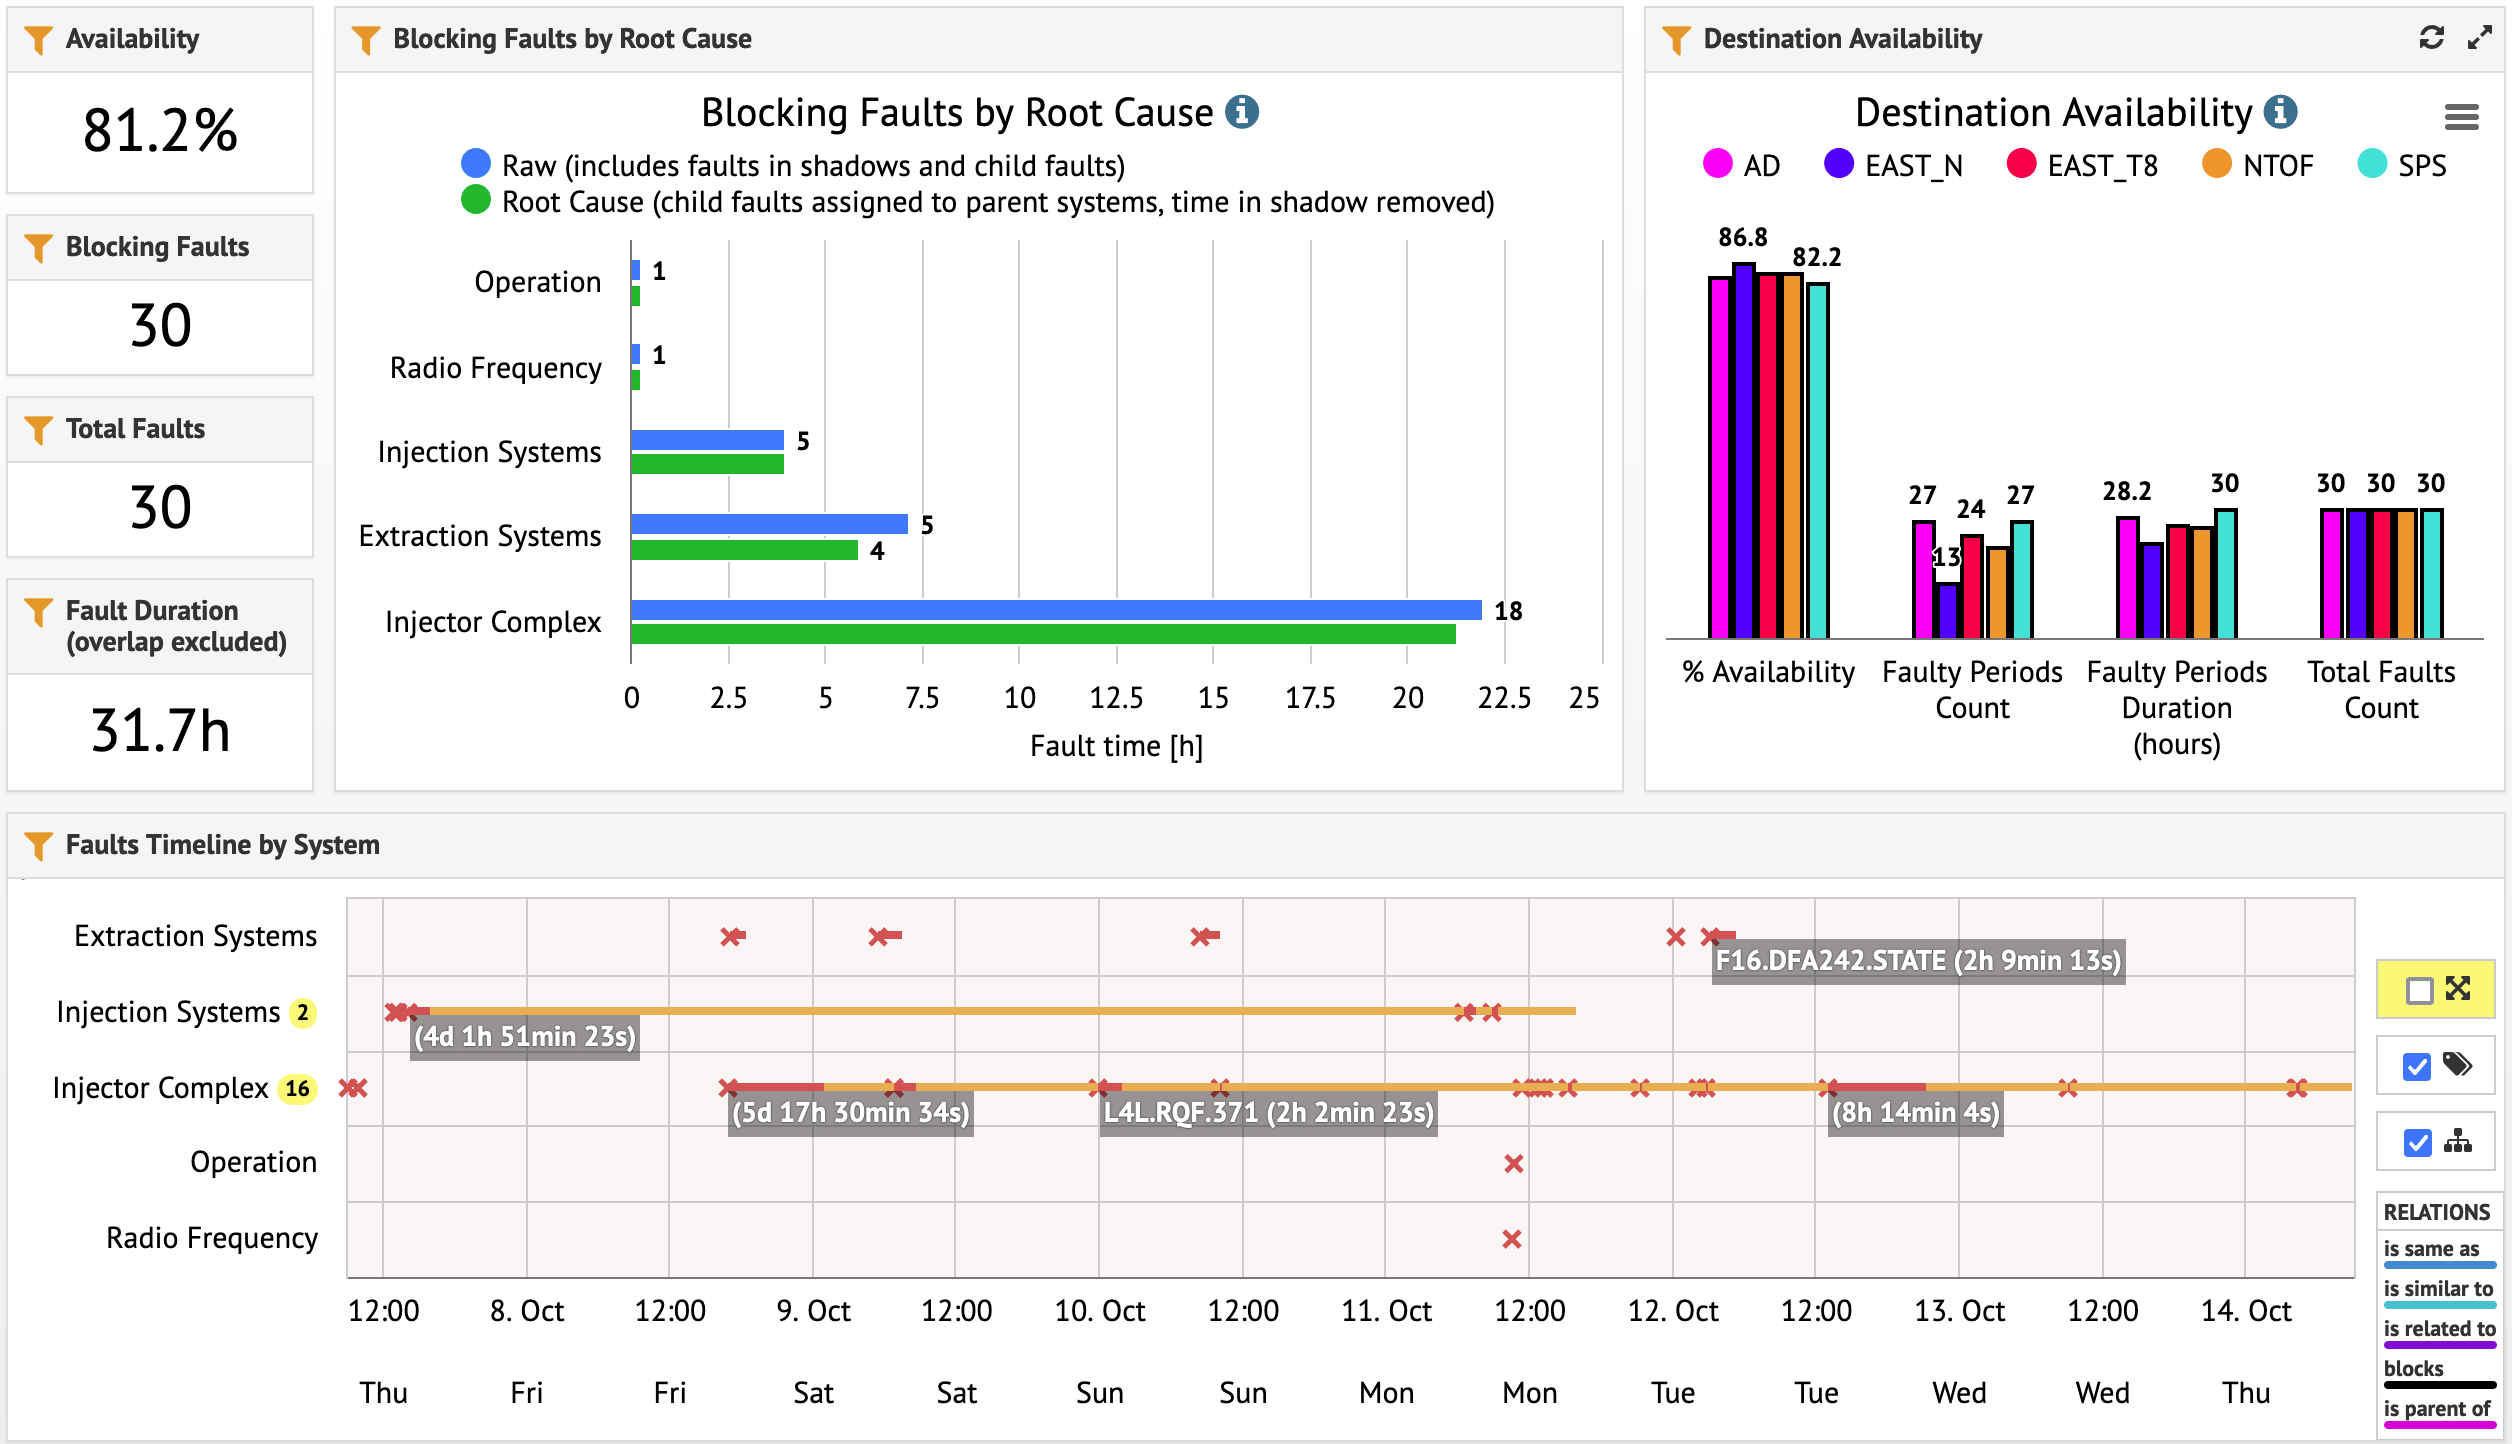 Availability
81.2%
Blocking Faults
30
Total Faults
30
Fault Duration
(overlap excluded)
31.7h
Blocking Faults by Root Cause
Blocking Faults by Root Cause
Raw (includes faults in shadows and child faults)
Root Cause (child faults assigned to parent systems, time in shadow removed)
Operation
1
Radio Frequency
1
Injection Systems
5
Extraction Systems
5
4
Injector Complex
18
0 2.5 5 7.5 10 12.5 15 17.5 20 22.5 25
Fault time [h]
Destination Availability
Destination Availability
AD EAST_N EAST_T8 NTOF SPS
86.8
82.2
27 13 24 27
28.2 30
30 30 30
% Availability
Faulty Periods
Count
Faulty Periods
Duration
(hours)
Total Faults
Count
Faults Timeline by System
Extraction Systems
F16.DFA242.STATE (2h 9min 13s)
Injection Systems 2
(4d 1h 51min 23s)
Injector Complex 16
(5d 17h 30min 34s)
L4L.RQF.371 (2h 2min 23s)
(8h 14min 4s)
Operation
Radio Frequency
12:00 8. Oct 12:00 9. Oct 12:00 10. Oct 12:00 11. Oct 12:00 12. Oct 12:00 13. Oct 12:00 14. Oct
Thu Fri Fri Sat Sat Sun Sun Mon Mon Tue Tue Wed Wed Thu
RELATIONS
is same as
is similar to
is related to
blocks
is parent of